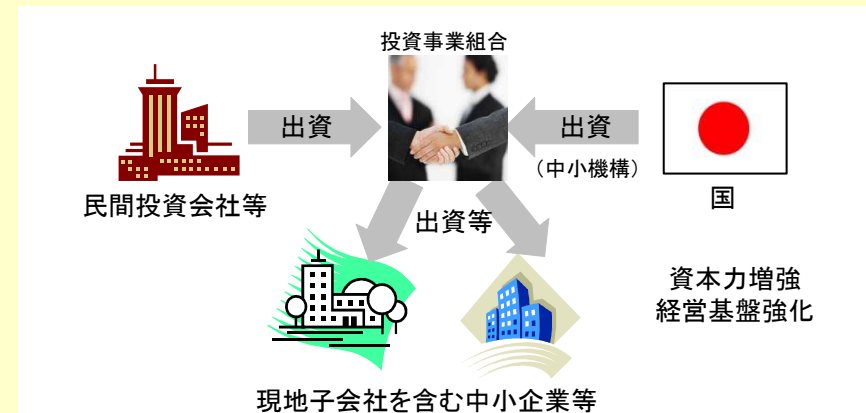 投資事業組合
出資
出資
（中小機構）
民間投資会社等
国
出資等
資本力増強
経営基盤強化
現地子会社を含む中小企業等